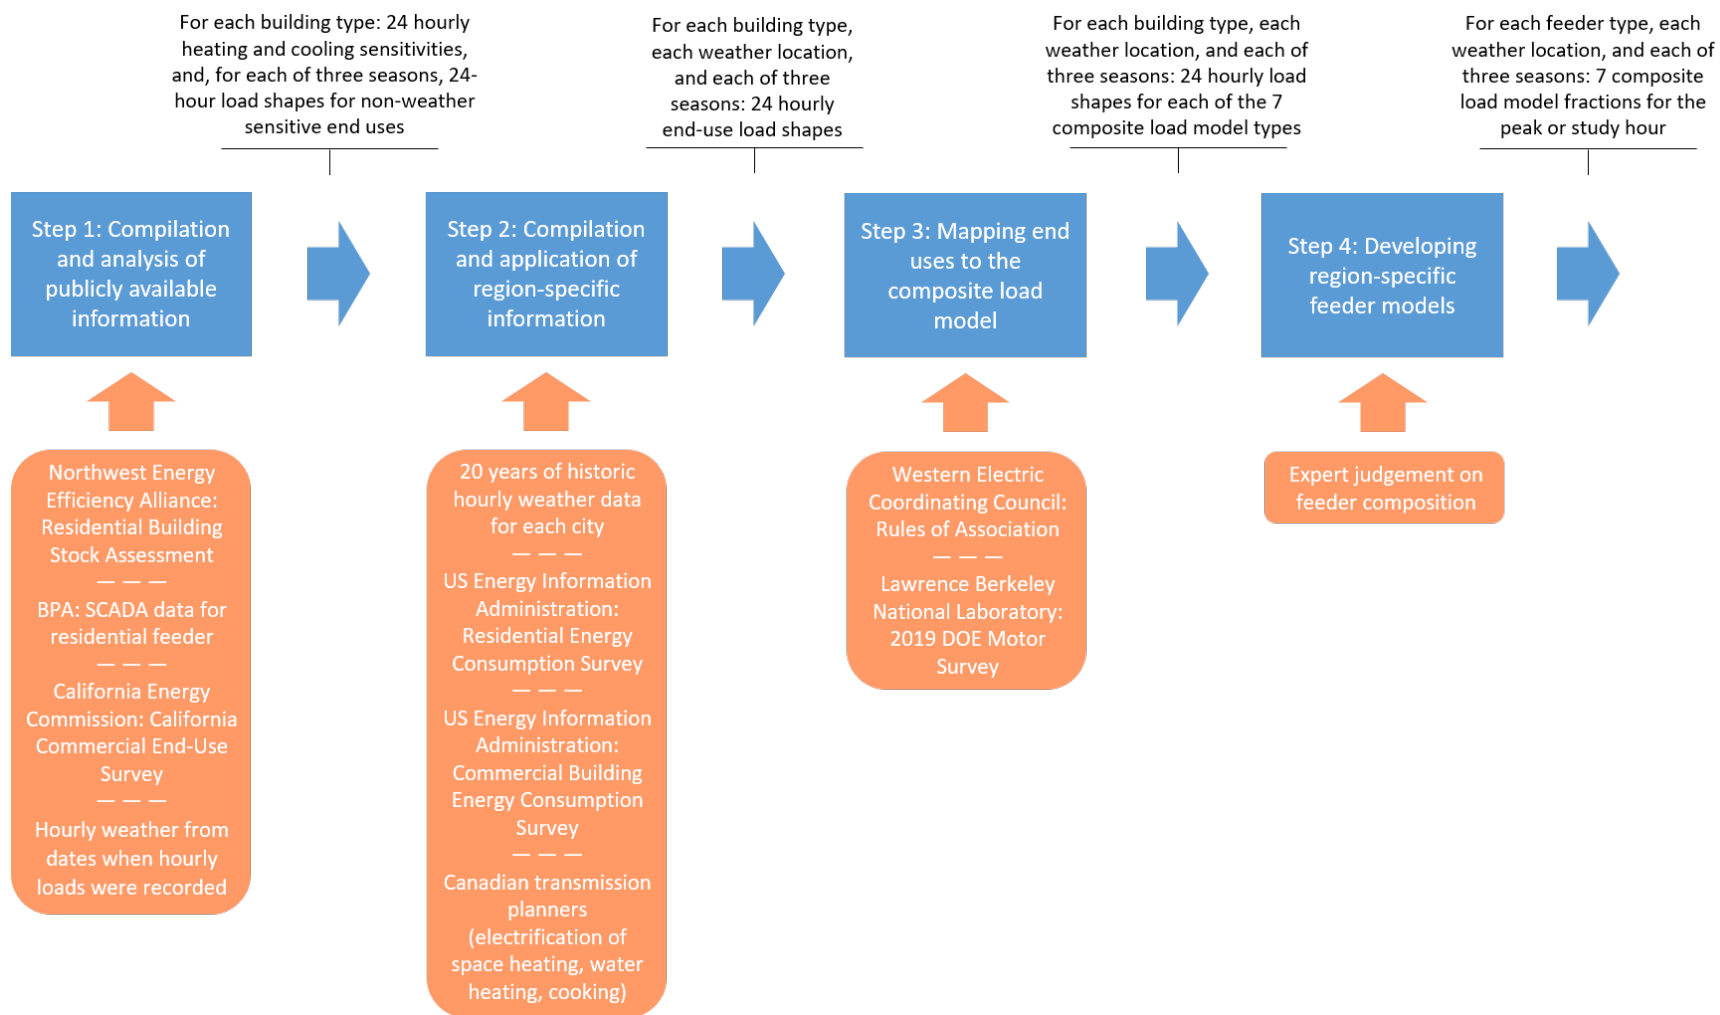 For each building type: 24 hourly
heating and cooling sensitivities,
and, for each of three seasons, 24-
hour load shapes for non-weather
sensitive end uses
For each building type,
each weather location,
and each of three
seasons: 24 hourly
end-use load shapes
For each building type, each
weather location, and each of
three seasons: 24 hourly load
shapes for each of the 7
composite load model types
For each feeder type, each
weather location, and each of
three seasons: 7 composite
load model fractions for the
peak or study hour
Step 1: Compilation
and analysis of
publicly available
information
Step 2: Compilation
and application of
region-specific
information
Step 3: Mapping end
uses to the
composite load
model
Step 4: Developing
region-specific
feeder models
Northwest Energy
Efficiency Alliance:
Residential Building
Stock Assessment
— — —
BPA: SCADA data for
residential feeder
— — —
California Energy
Commission: California
Commercial End-Use
Survey
— — —
Hourly weather from
dates when hourly
loads were recorded
20 years of historic
hourly weather data
for each city
— — —
US Energy Information
Administration:
Residential Energy
Consumption Survey
— — —
US Energy Information
Administration:
Commercial Building
Energy Consumption
Survey
— — —
Canadian transmission
planners
(electrification of
space heating, water
heating, cooking)
Western Electric
Coordinating Council:
Rules of Association
— — —
Lawrence Berkeley
National Laboratory:
2019 DOE Motor
Survey
Expert judgement on
feeder composition